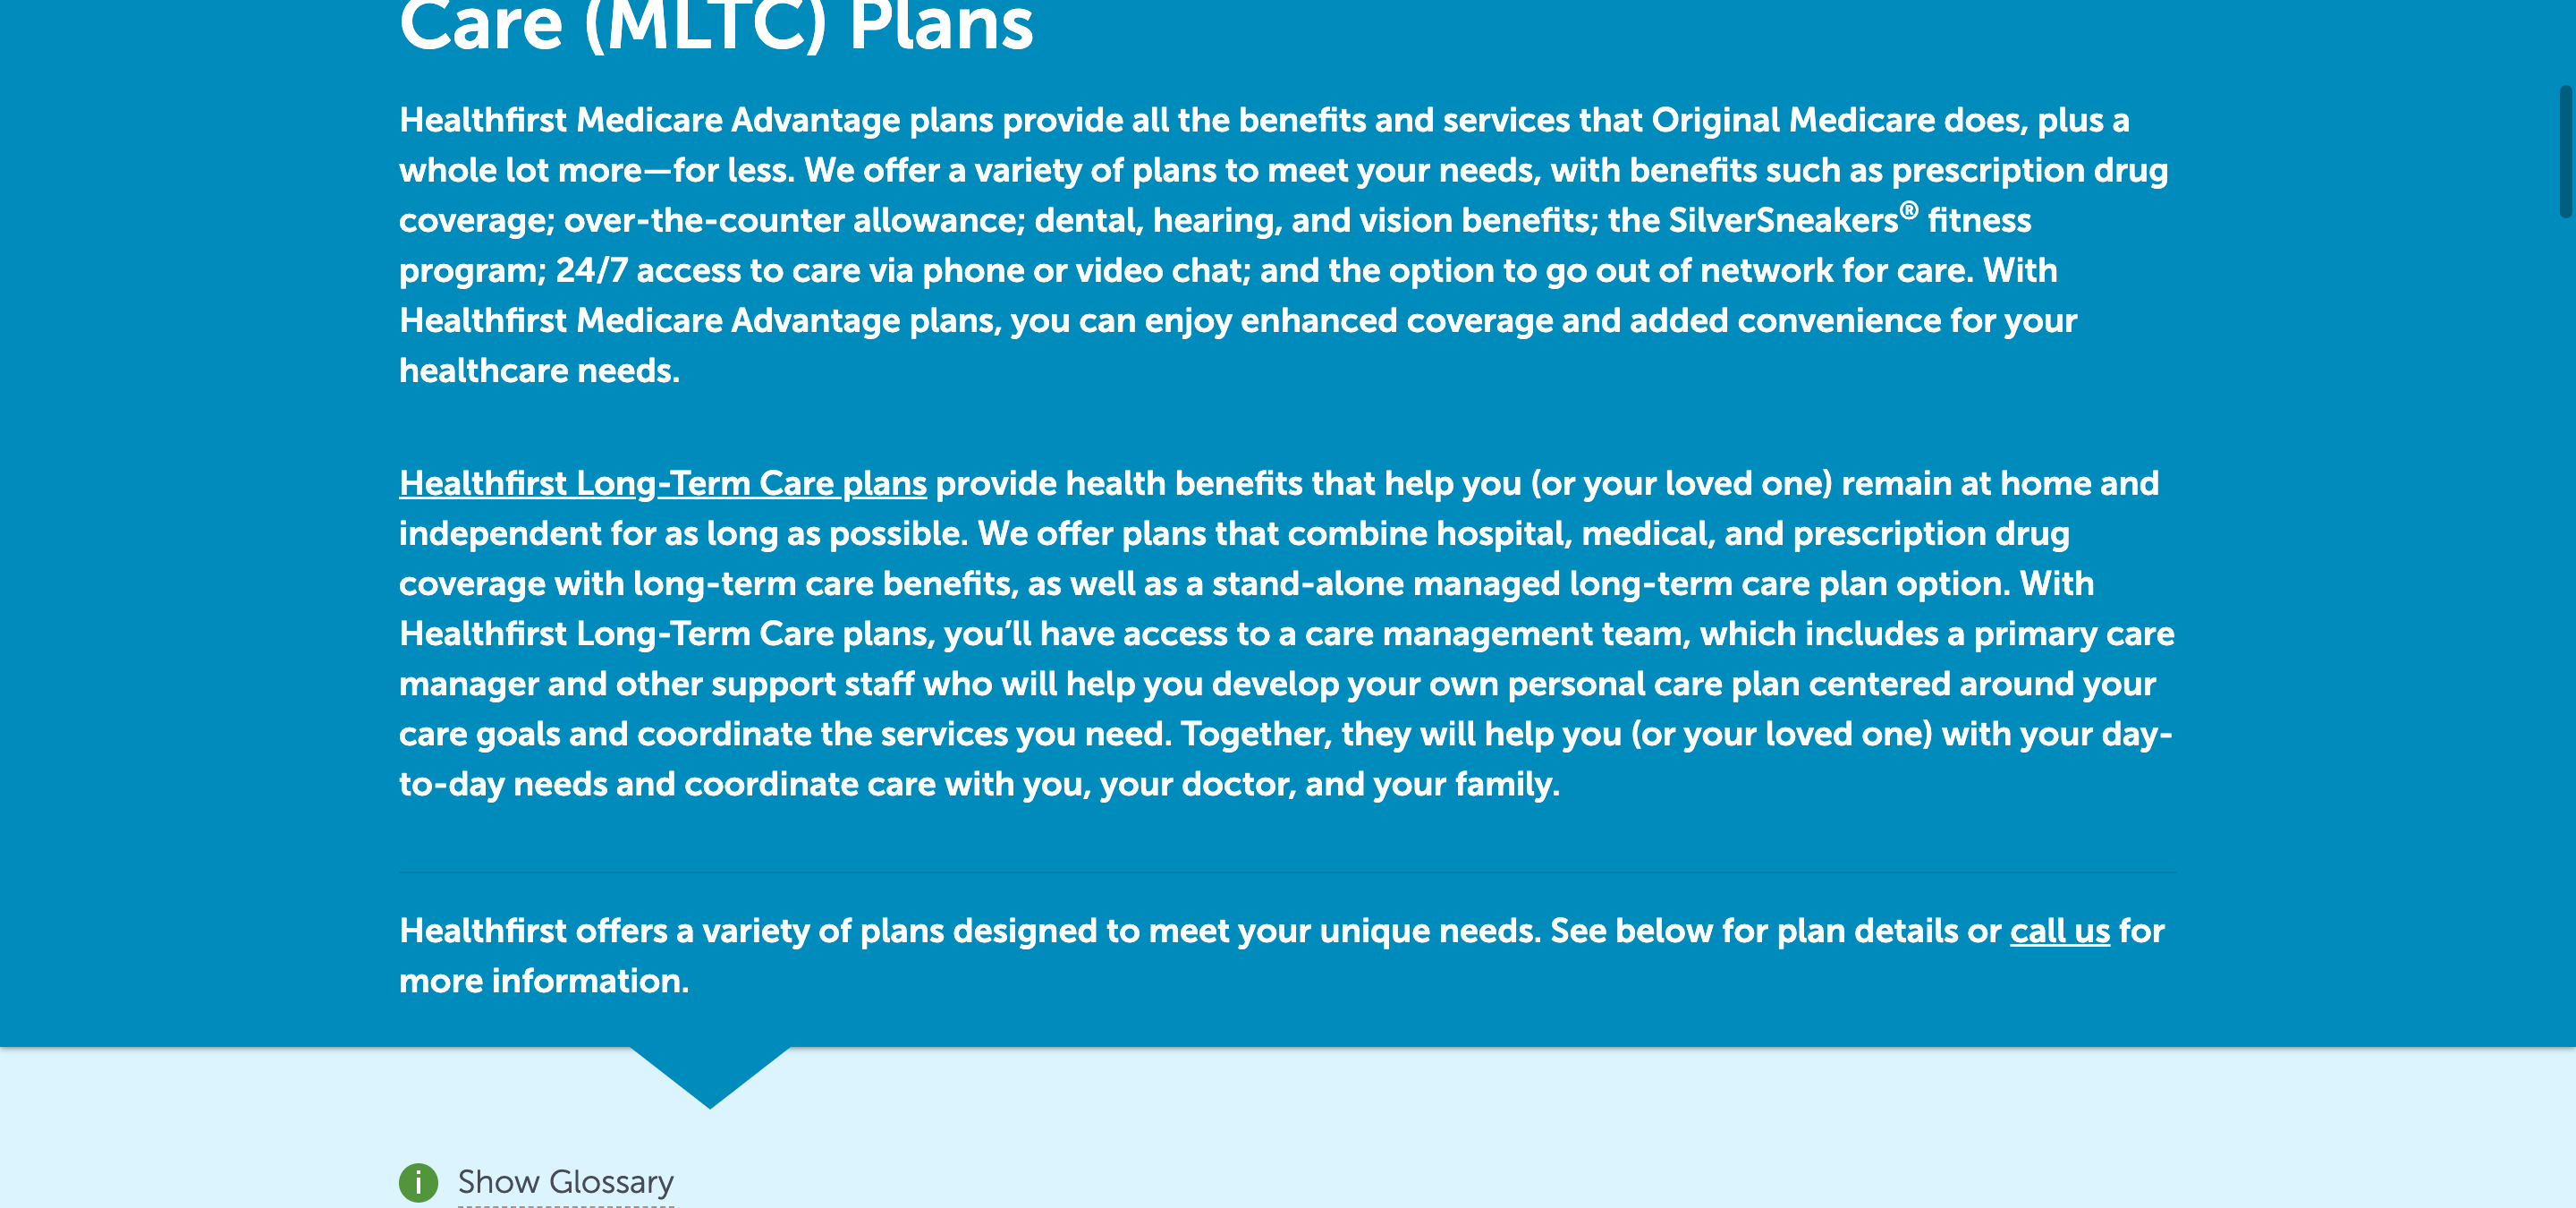 Care (MLTC) Plans
Healthfirst Medicare Advantage plans provide all the benefits and services that Original Medicare does, plus a
whole lot more—for less. We offer a variety of plans to meet your needs, with benefits such as prescription drug
coverage; over-the-counter allowance; dental, hearing, and vision benefits; the SilverSneakers® fitness
program; 24/7 access to care via phone or video chat; and the option to go out of network for care. With
Healthfirst Medicare Advantage plans, you can enjoy enhanced coverage and added convenience for your
healthcare needs.
Healthfirst Long-Term Care plans provide health benefits that help you (or your loved one) remain at home and
independent for as long as possible. We offer plans that combine hospital, medical, and prescription drug
coverage with long-term care benefits, as well as a stand-alone managed long-term care plan option. With
Healthfirst Long-Term Care plans, you’ll have access to a care management team, which includes a primary care
manager and other support staff who will help you develop your own personal care plan centered around your
care goals and coordinate the services you need. Together, they will help you (or your loved one) with your day-
to-day needs and coordinate care with you, your doctor, and your family.
Healthfirst offers a variety of plans designed to meet your unique needs. See below for plan details or call us for
more information.
i Show Glossary